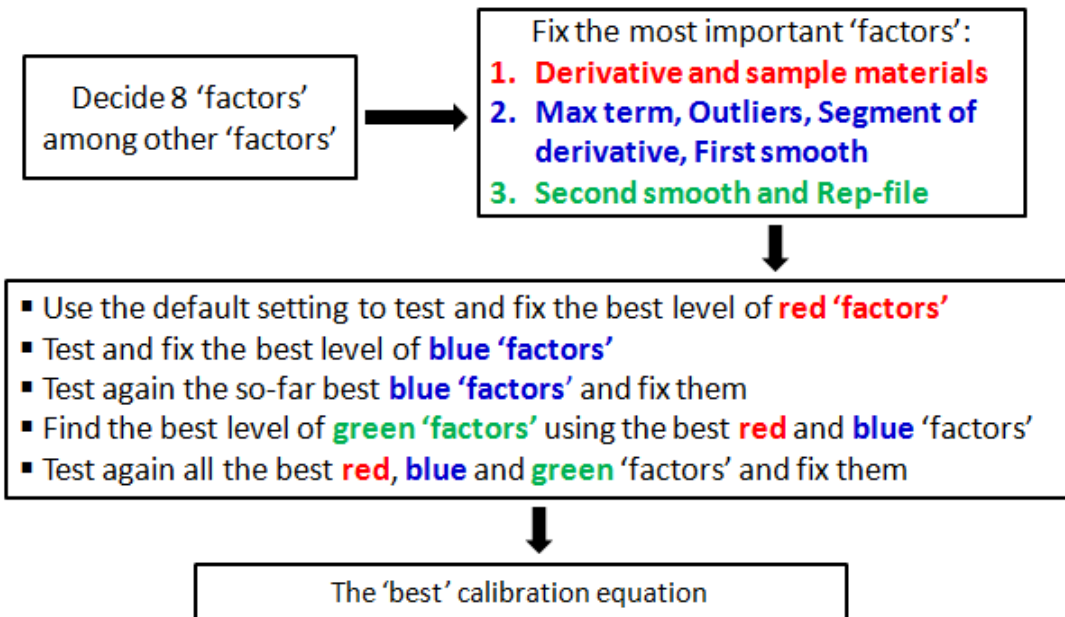 Decide 8 ‘factors’
among other ‘factors’
Fix the most important ‘factors’:
1. Derivative and sample materials
2. Max term, Outliers, Segment of
derivative, First smooth
3. Second smooth and Rep-file
▪ Use the default setting to test and fix the best level of red ‘factors’
▪ Test and fix the best level of blue ‘factors’
▪ Test again the so-far best blue ‘factors’ and fix them
▪ Find the best level of green ‘factors’ using the best red and blue ‘factors’
▪ Test again all the best red, blue and green ‘factors’ and fix them
The ‘best’ calibration equation